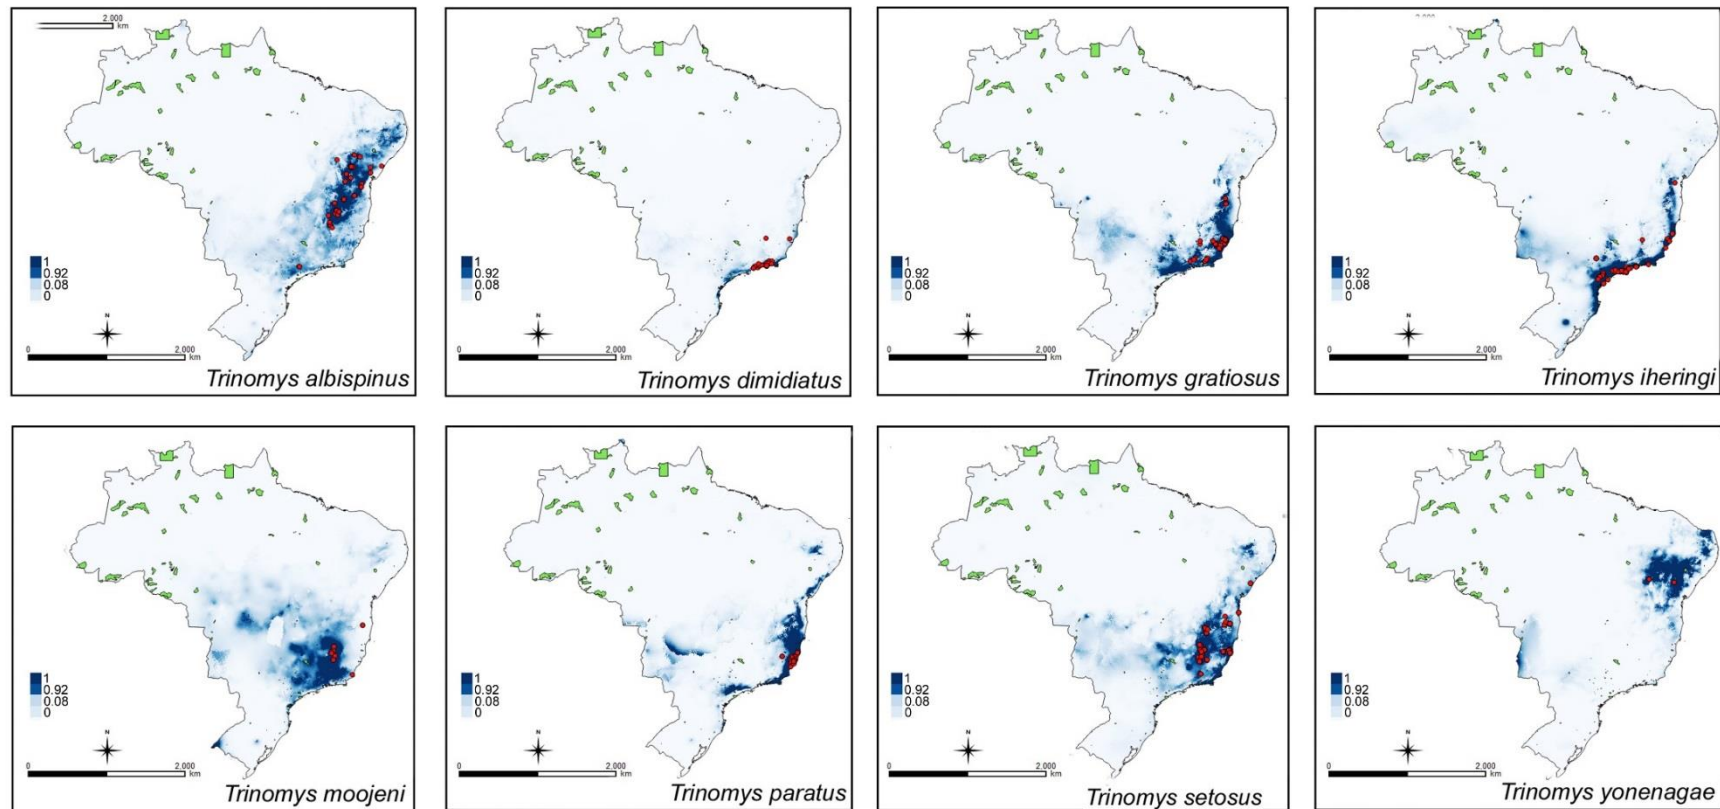 2.000
km
1
0.92
0.08
0
N
0 2.000
km
Trinomys albispinus
1
0.92
0.08
0
N
0 2.000
km
Trinomys dimidiatus
1
0.92
0.08
0
N
0 2.000
km
Trinomys gratiosus
1
0.92
0.08
0
N
0 2.000
km
Trinomys iheringi
1
0.92
0.08
0
N
0 2.000
km
Trinomys moojeni
1
0.92
0.08
0
N
0 2.000
km
Trinomys paratus
1
0.92
0.08
0
N
0 2.000
km
Trinomys setosus
1
0.92
0.08
0
N
0 2.000
km
Trinomys yonenagae